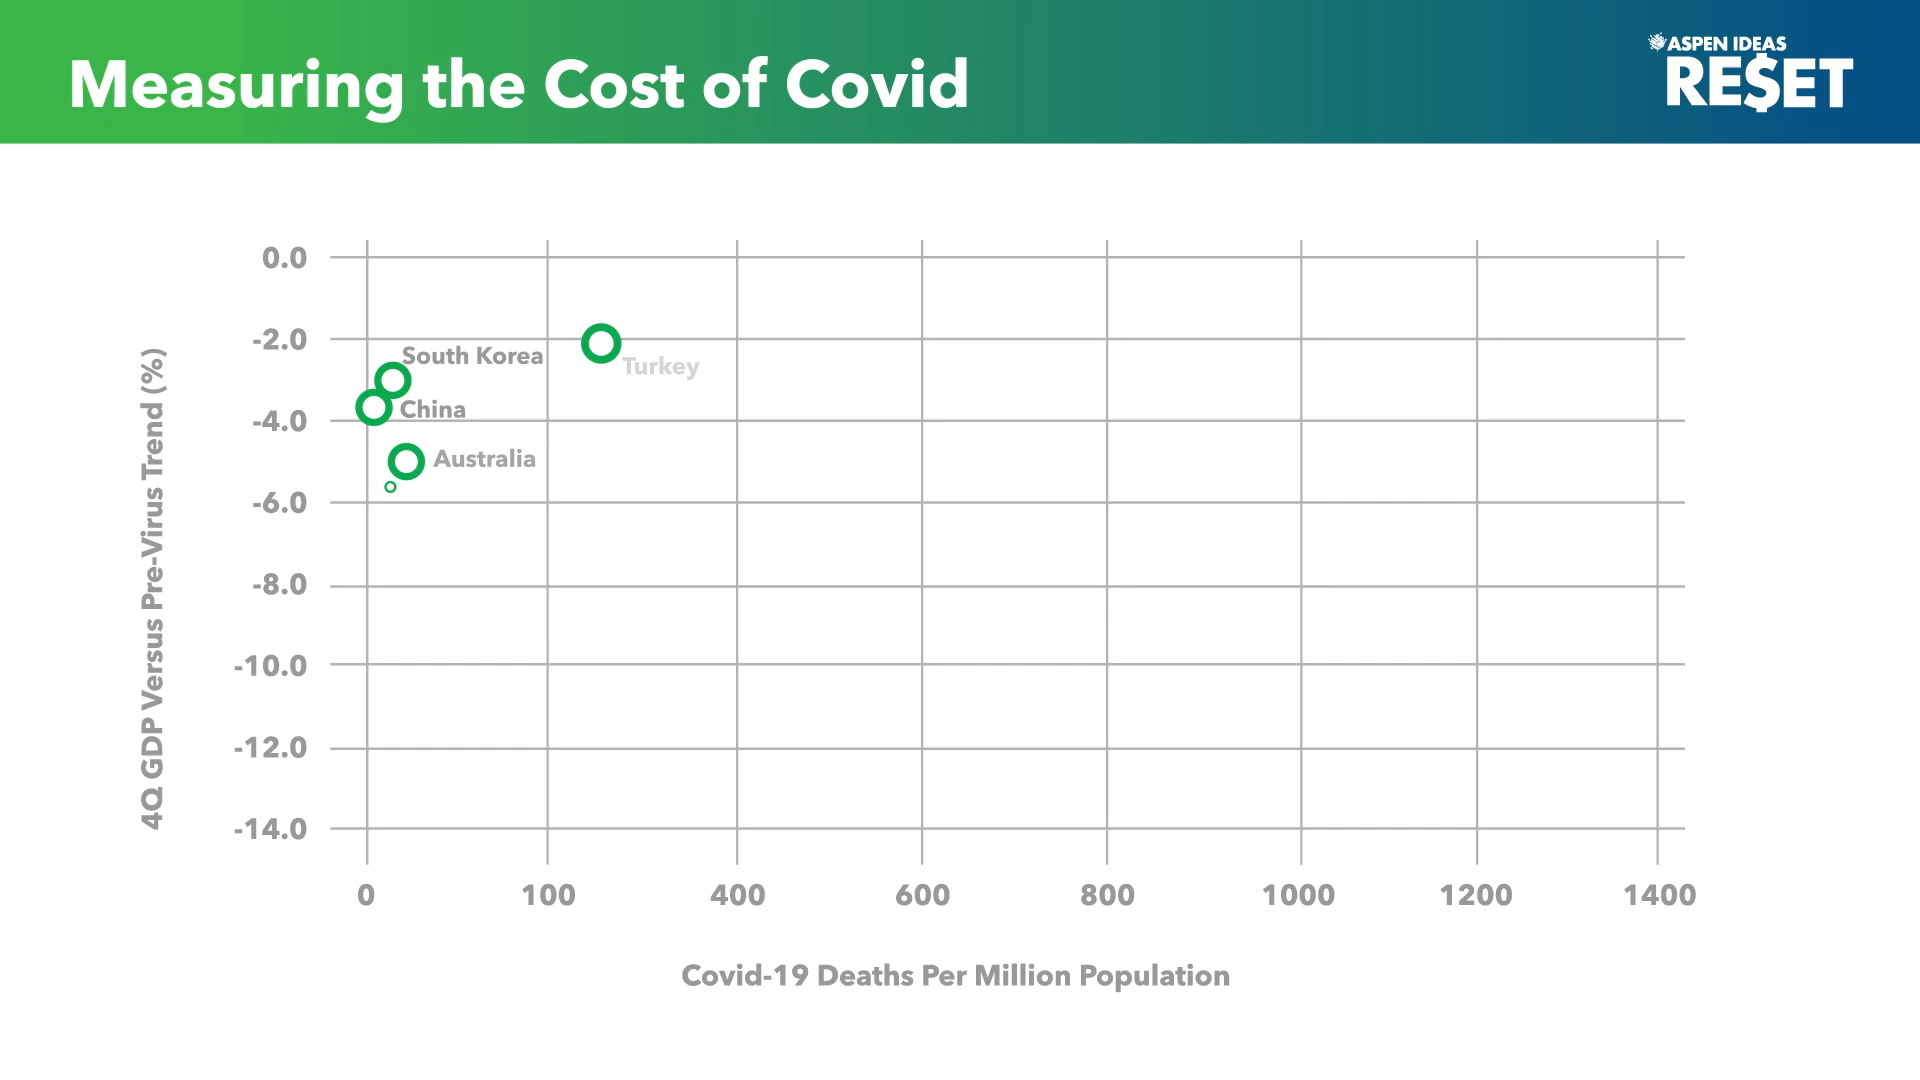 Measuring the Cost of Covid
ASPEN IDEAS
RE$ET
0.0
-2.0
-4.0
-6.0
-8.0
-10.0
-12.0
-14.0
4Q GDP Versus Pre-Virus Trend (%)
South Korea
Turkey
China
Australia
0 100 400 600 800 1000 1200 1400
Covid-19 Deaths Per Million Population